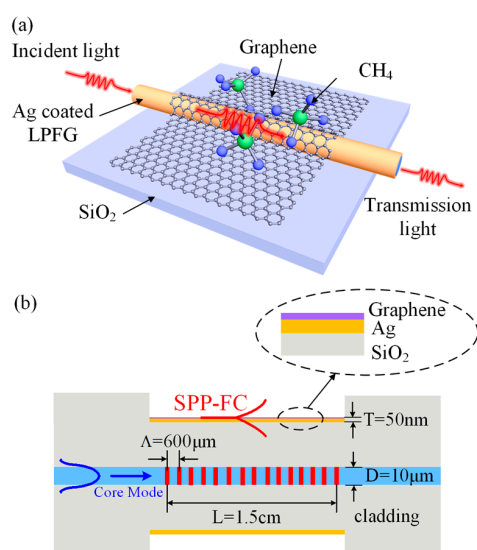 (a)
Incident light
Graphene
CH4
Ag coated
LPFG
SiO2
Transmission
light
(b)
Graphene
Ag
SiO2
SPP-FC
T=50nm
Λ=600μm
Core Mode
D=10μm
L=1.5cm
cladding